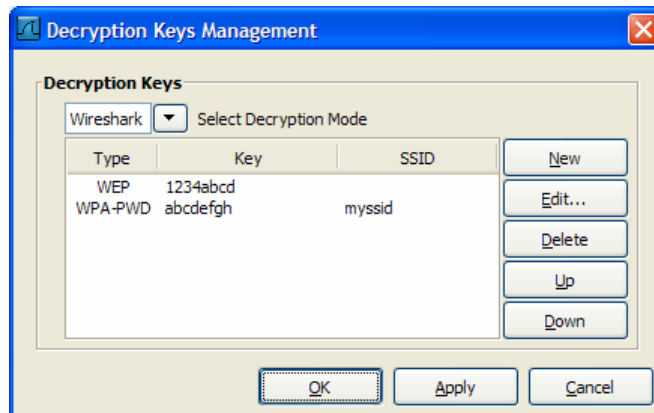 Decryption Keys Management
Decryption Keys
Wireshark Select Decryption Mode
Type Key SSID
WEP 1234abcd
WPA-PWD abcdefgh myssid
New
Edit...
Delete
Up
Down
OK Apply Cancel